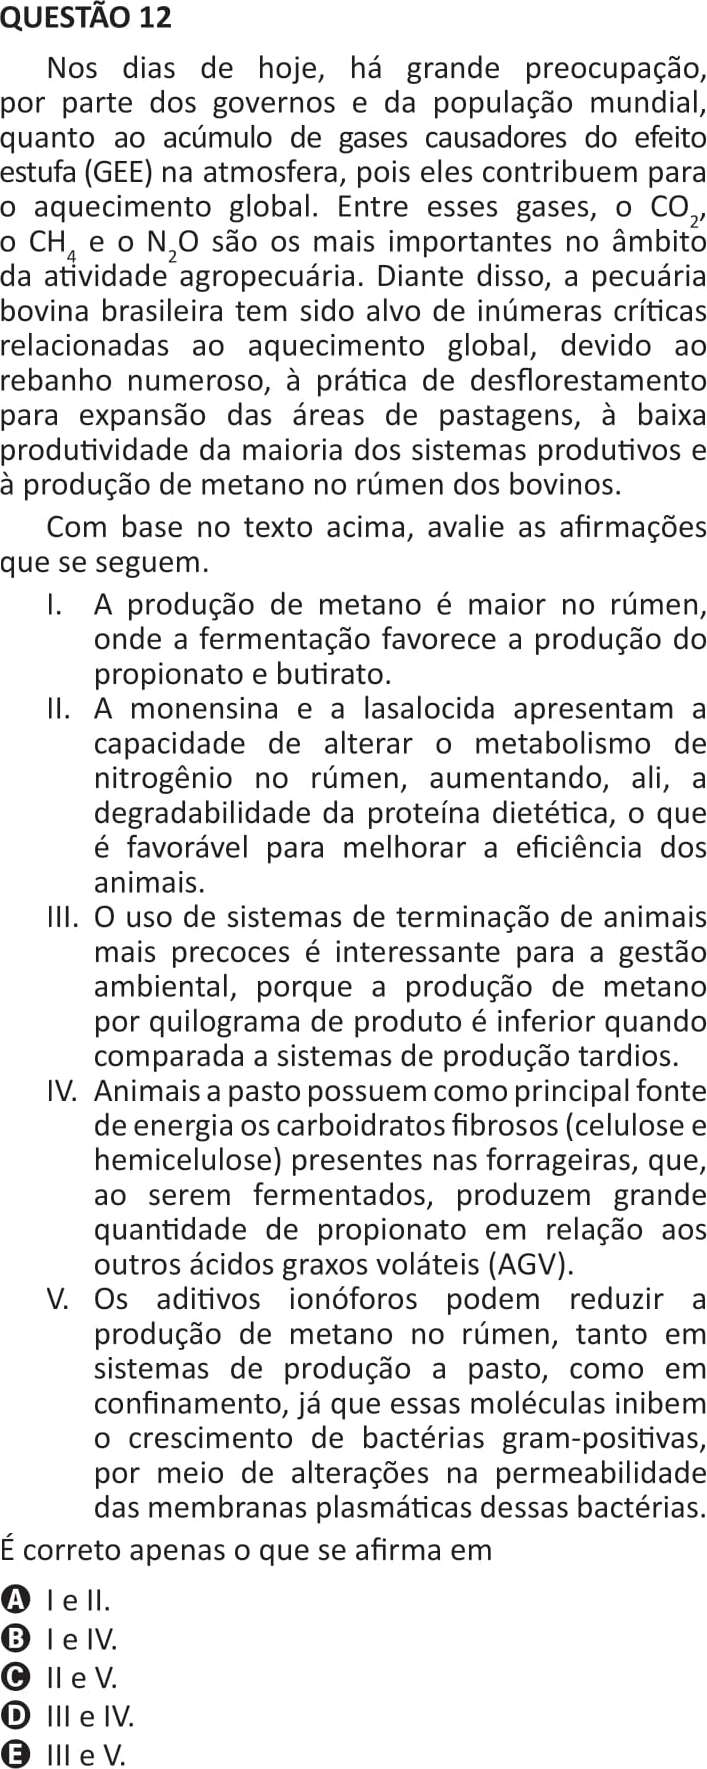 QUESTÃO 12
Nos dias de hoje, há grande preocupação,
por parte dos governos e da população mundial,
quanto ao acúmulo de gases causadores do efeito
estufa (GEE) na atmosfera, pois eles contribuem para
o aquecimento global. Entre esses gases, o CO₂,
o CH₄ e o N₂O são os mais importantes no âmbito
da atividade agropecuária. Diante disso, a pecuária
bovina brasileira tem sido alvo de inúmeras críticas
relacionadas ao aquecimento global, devido ao
rebanho numeroso, à prática de desflorestamento
para expansão das áreas de pastagens, à baixa
produtividade da maioria dos sistemas produtivos e
à produção de metano no rúmen dos bovinos.
Com base no texto acima, avalie as afirmações
que se seguem.
I. A produção de metano é maior no rúmen,
onde a fermentação favorece a produção do
propionato e butirato.
II. A monensina e a lasalocida apresentam a
capacidade de alterar o metabolismo de
nitrogênio no rúmen, aumentando, ali, a
degradabilidade da proteína dietética, o que
é favorável para melhorar a eficiência dos
animais.
III. O uso de sistemas de terminação de animais
mais precoces é interessante para a gestão
ambiental, porque a produção de metano
por quilograma de produto é inferior quando
comparada a sistemas de produção tardios.
IV. Animais a pasto possuem como principal fonte
de energia os carboidratos fibrosos (celulose e
hemicelulose) presentes nas forrageiras, que,
ao serem fermentados, produzem grande
quantidade de propionato em relação aos
outros ácidos graxos voláteis (AGV).
V. Os aditivos ionóforos podem reduzir a
produção de metano no rúmen, tanto em
sistemas de produção a pasto, como em
confinamento, já que essas moléculas inibem
o crescimento de bactérias gram-positivas,
por meio de alterações na permeabilidade
das membranas plasmáticas dessas bactérias.
É correto apenas o que se afirma em
A I e II.
B I e IV.
C II e V.
D III e IV.
E III e V.